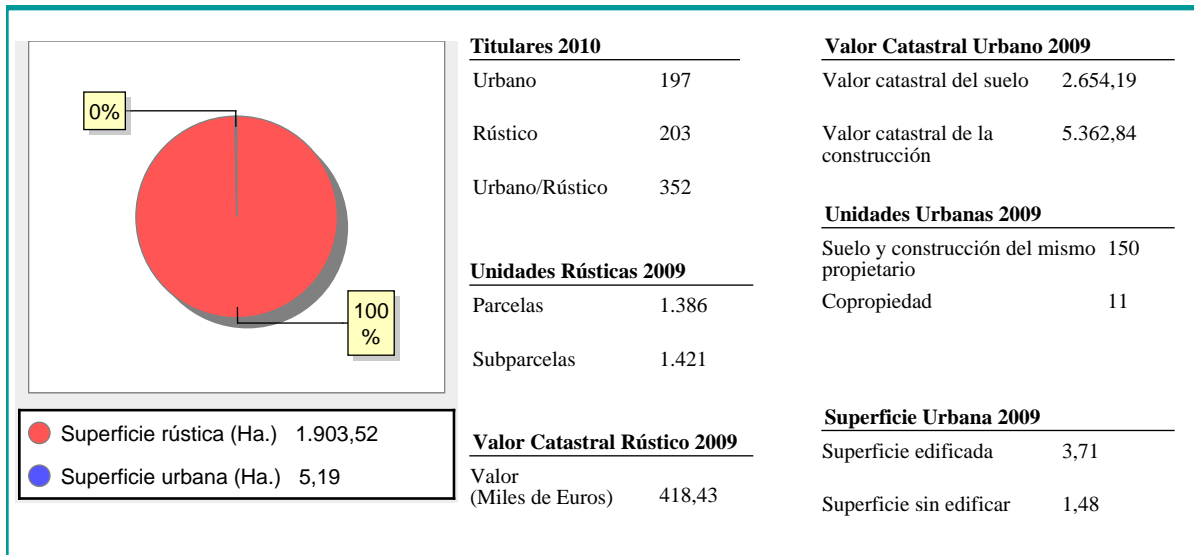 0%
100
%
Superficie rústica (Ha.) 1.903,52
Superficie urbana (Ha.) 5,19
Titulares 2010
Urbano 197
Rústico 203
Urbano/Rústico 352
Unidades Rústicas 2009
Parcelas 1.386
Subparcelas 1.421
Valor Catastral Rústico 2009
Valor
(Miles de Euros) 418,43
Valor Catastral Urbano 2009
Valor catastral del suelo 2.654,19
Valor catastral de la 5.362,84
construcción
Unidades Urbanas 2009
Suelo y construcción del mismo 150
propietario
Copropiedad 11
Superficie Urbana 2009
Superficie edificada 3,71
Superficie sin edificar 1,48